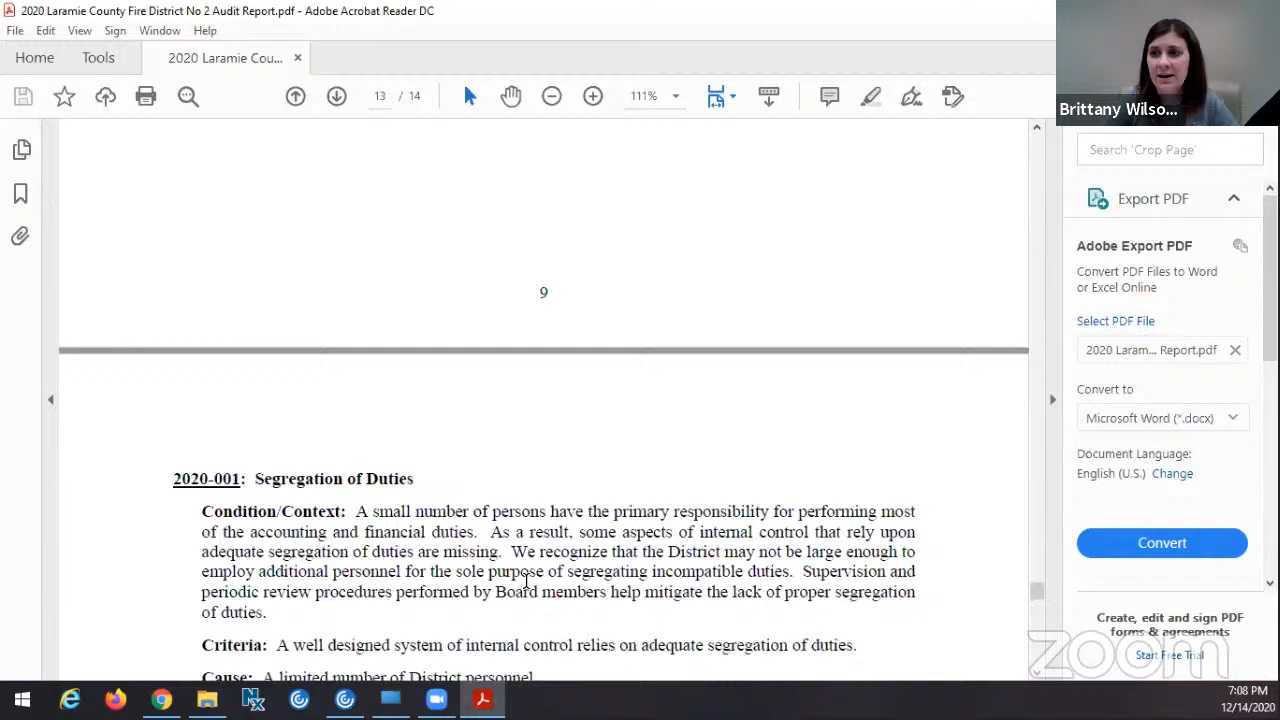 2020 Laramie County Fire District No 2 Audit Report.pdf - Adobe Acrobat Reader DC
File Edit View Sign Window Help
Home Tools 2020 Laramie Cou... ×
13 / 14 111%
Brittany Wilso...
Search 'Crop Page'
Export PDF
Adobe Export PDF
Convert PDF Files to Word
or Excel Online
Select PDF File
2020 Laram... Report.pdf
Convert to
Microsoft Word (*.docx)
Document Language:
English (U.S.) Change
Convert
Create, edit and sign PDF
forms & agreements
Start Free Trial
9
2020-001: Segregation of Duties
Condition/Context: A small number of persons have the primary responsibility for performing most
of the accounting and financial duties. As a result, some aspects of internal control that rely upon
adequate segregation of duties are missing. We recognize that the District may not be large enough to
employ additional personnel for the sole purpose of segregating incompatible duties. Supervision and
periodic review procedures performed by Board members help mitigate the lack of proper segregation
of duties.
Criteria: A well designed system of internal control relies on adequate segregation of duties.
Cause: A limited number of District personnel
zoom
7:08 PM
12/14/2020